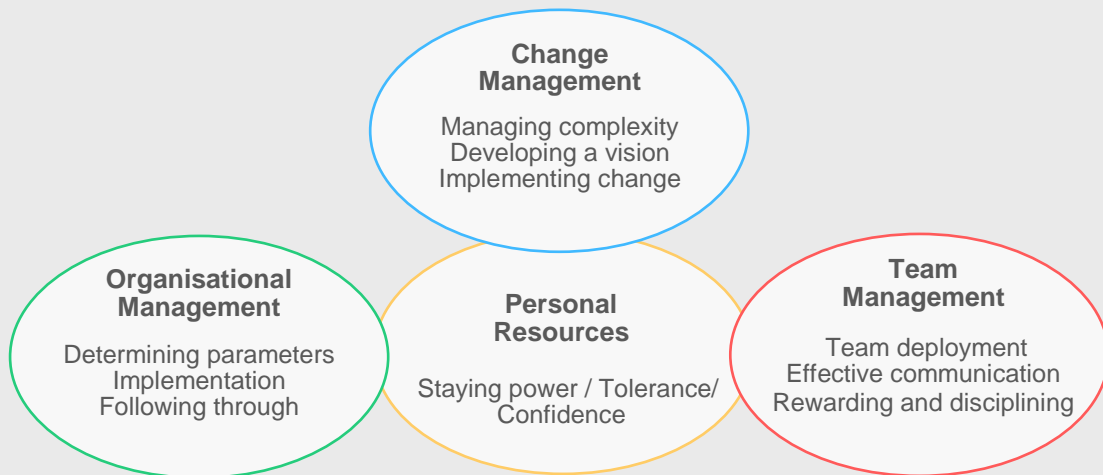 Change
Management
Managing complexity
Developing a vision
Implementing change
Organisational
Management
Determining parameters
Implementation
Following through
Personal
Resources
Staying power / Tolerance/
Confidence
Team
Management
Team deployment
Effective communication
Rewarding and disciplining